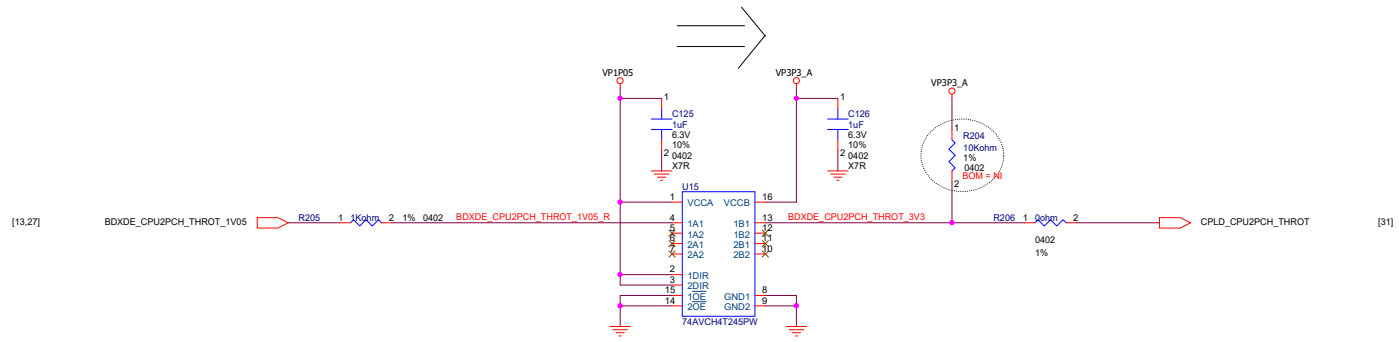 VP1P05
VP3P3_A
VP3P3_A
1
C125
1uF
6.3V
10%
2
0402
X7R
1
C126
1uF
6.3V
10%
2
0402
X7R
1
R204
10Kohm
1%
0402
BOM = NI
2
U15
1 VCCA VCCB 16
[13,27] BDXDE_CPU2PCH_THROT_1V05 R205 1 1Kohm 2 1% 0402 BDXDE_CPU2PCH_THROT_1V05_R 4 1A1 1B1 13 BDXDE_CPU2PCH_THROT_3V3 R206 1 0ohm 2 CPLD_CPU2PCH_THROT [31]
0402
1%
5 1A2 1B2 12
6 2A1 2B1 11
7 2A2 2B2 10
2 1DIR
3 2DIR
15 1OE GND1 8
14 2OE GND2 9
74AVCH4T245PW